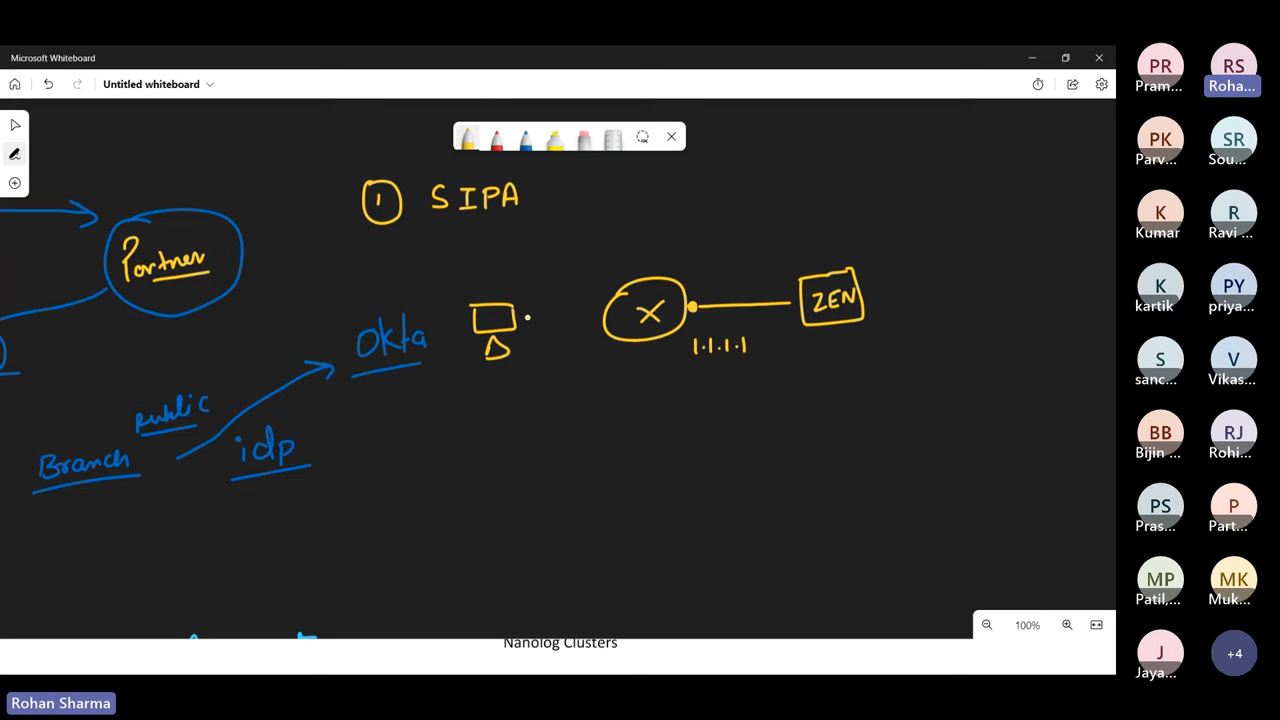 Microsoft Whiteboard
Untitled whiteboard
① SIPA
Partner
X
ZEN
1.1.1.1
Okta
Public
idp
Branch
100%
Nanolog Clusters
Rohan Sharma
PR
Pram...
RS
Roha...
PK
Parv...
SR
Sou...
K
Kumar
R
Ravi ...
K
kartik
PY
priya...
S
sanc...
V
Vikas...
BB
Bijin ...
RJ
Rohi...
PS
Pras...
P
Part...
MP
Patil,...
MK
Muk...
J
Jaya...
+4